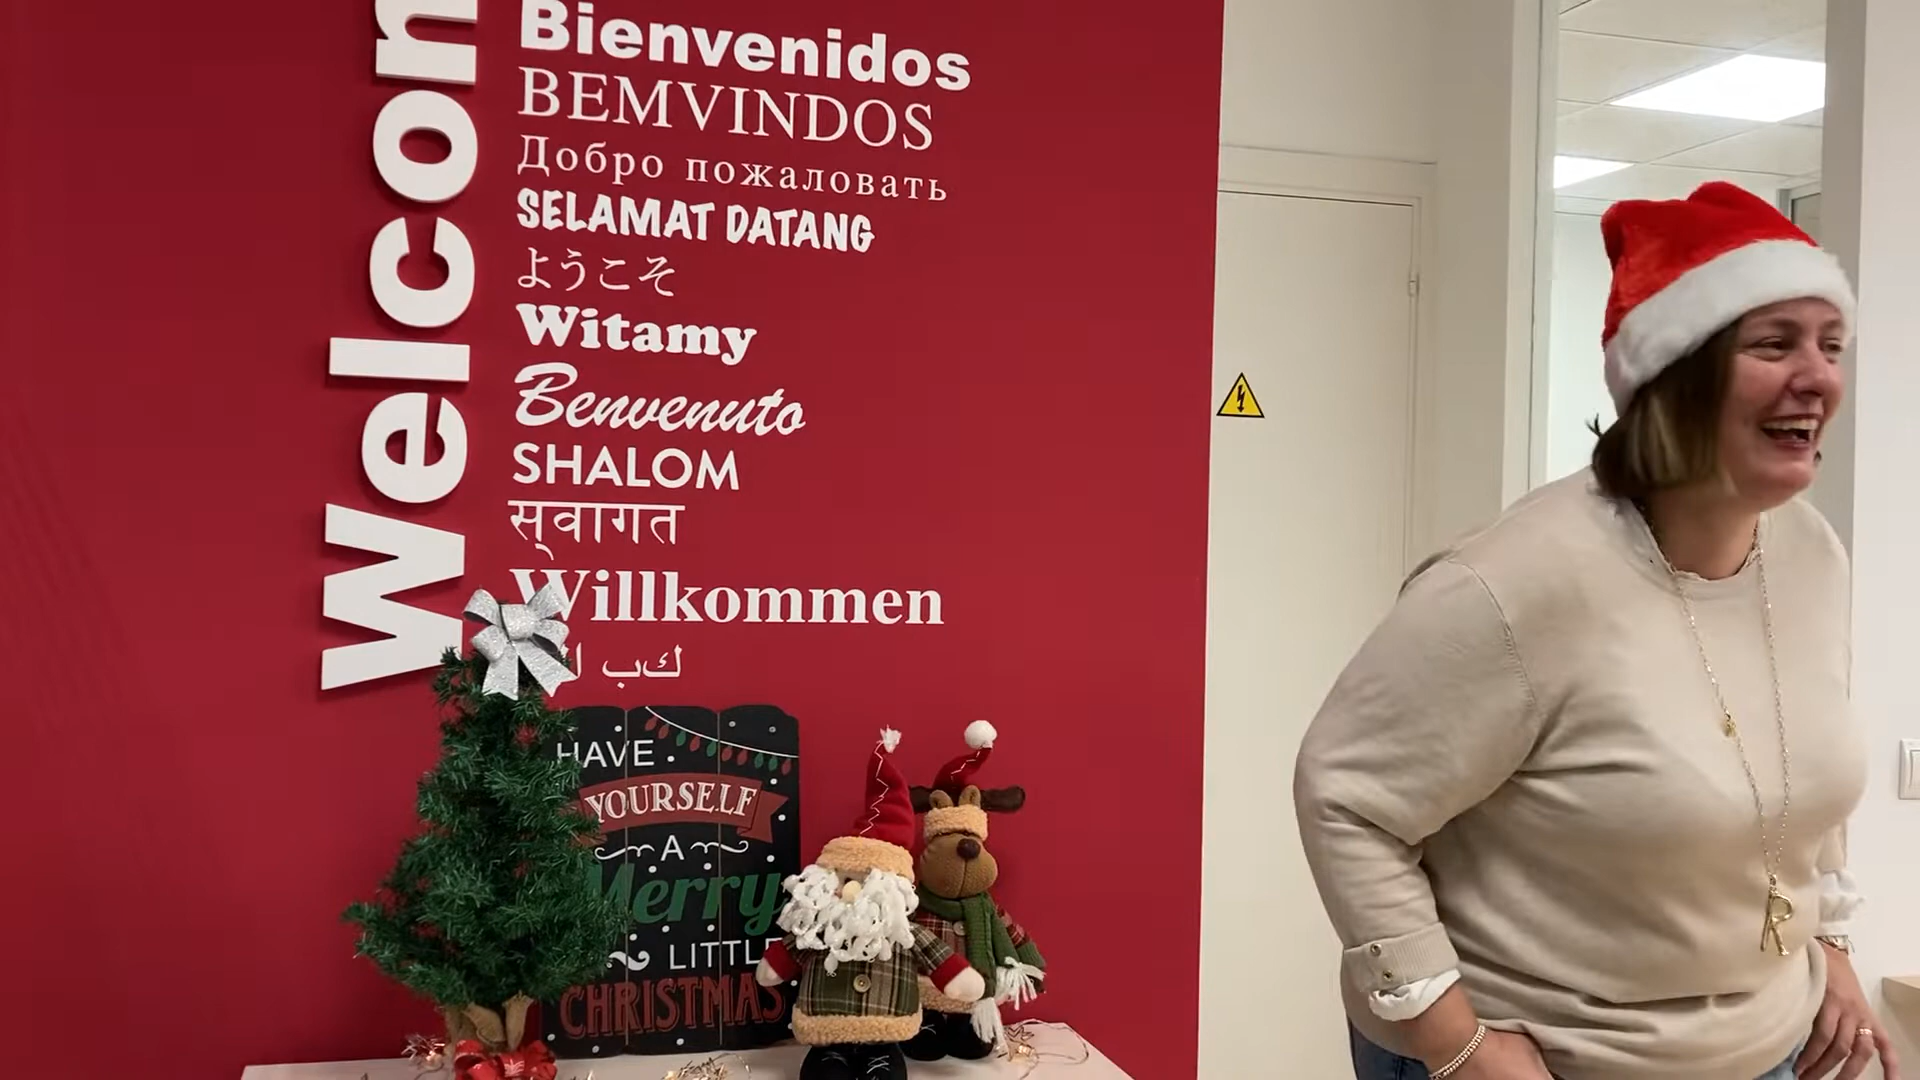 Welcom
Bienvenidos
BEMVINDOS
Добро пожаловать
SELAMAT DATANG
ようこそ
Witamy
Benvenuto
SHALOM
स्वागत
Willkommen
HAVE
YOURSELF
A
Merry
LITTLE
CHRISTMAS
R